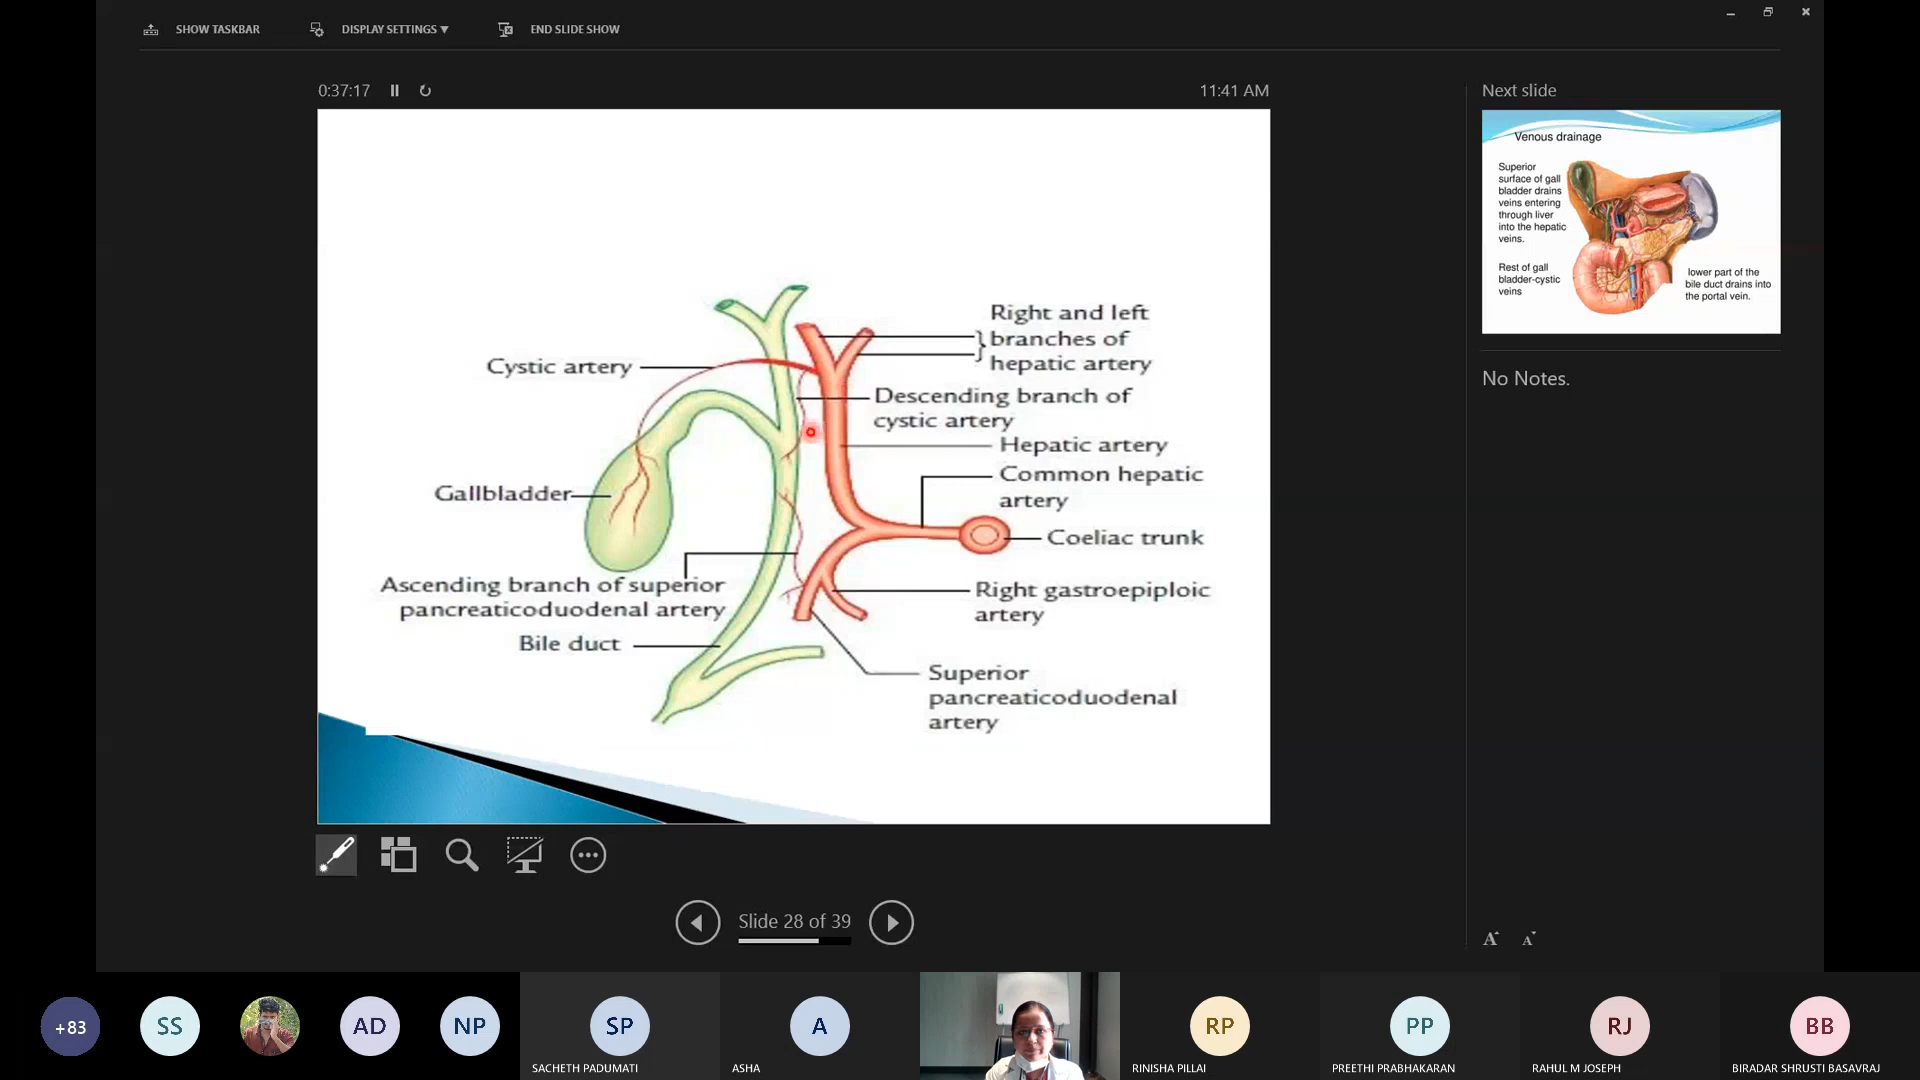 SHOW TASKBAR
DISPLAY SETTINGS ▼
END SLIDE SHOW
0:37:17
11:41 AM
Cystic artery
Right and left
branches of
hepatic artery
Descending branch of
cystic artery
Hepatic artery
Common hepatic
artery
Gallbladder
Coeliac trunk
Ascending branch of superior
pancreaticoduodenal artery
Right gastroepiploic
artery
Bile duct
Superior
pancreaticoduodenal
artery
Next slide
Venous drainage
Superior
surface of gall
bladder drains
veins entering
through liver
into the hepatic
veins.
Rest of gall
bladder-cystic
veins
lower part of the
bile duct drains into
the portal vein.
No Notes.
Slide 28 of 39
A A
+83
SS
AD
NP
SP
SACHETH PADUMATI
A
ASHA
RP
RINISHA PILLAI
PP
PREETHI PRABHAKARAN
RJ
RAHUL M JOSEPH
BB
BIRADAR SHRUSTI BASAVRAJ